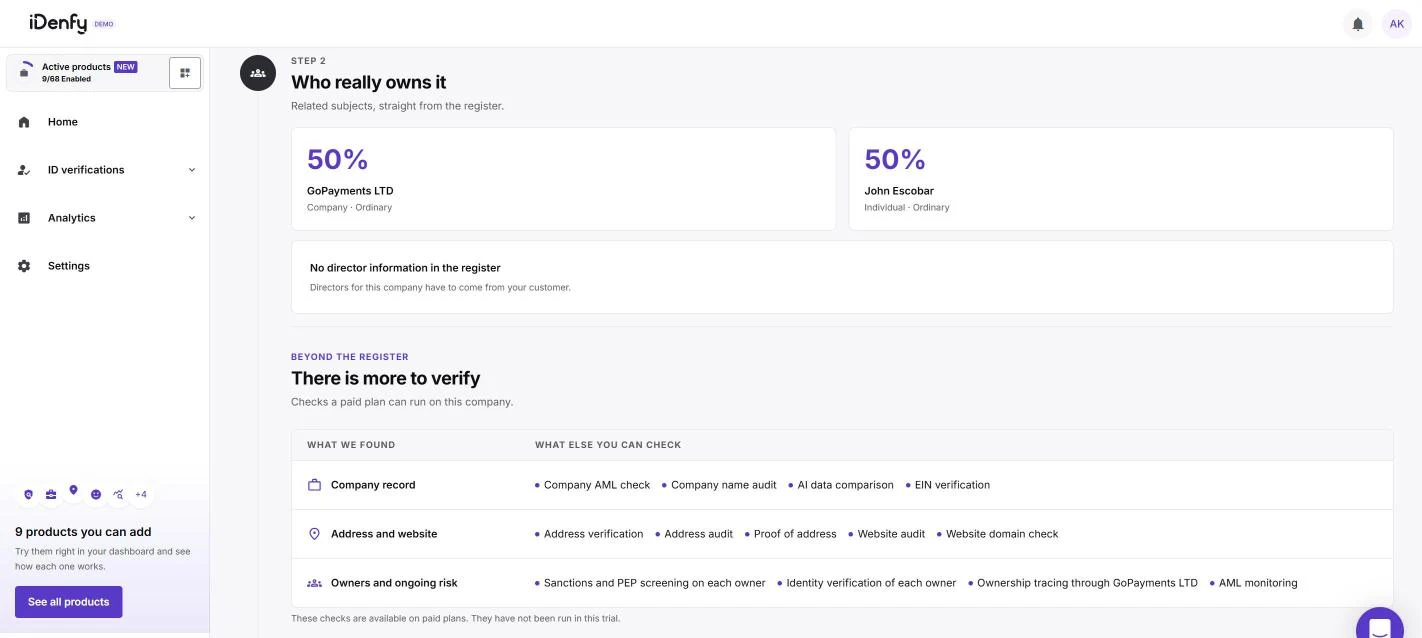 iDenfy DEMO
AK
Active products NEW
9/68 Enabled
Home
ID verifications
Analytics
Settings
+4
9 products you can add
Try them right in your dashboard and see
how each one works.
See all products
STEP 2
Who really owns it
Related subjects, straight from the register.
50%
GoPayments LTD
Company · Ordinary
50%
John Escobar
Individual · Ordinary
No director information in the register
Directors for this company have to come from your customer.
BEYOND THE REGISTER
There is more to verify
Checks a paid plan can run on this company.
WHAT WE FOUND WHAT ELSE YOU CAN CHECK
Company record • Company AML check • Company name audit • AI data comparison • EIN verification
Address and website • Address verification • Address audit • Proof of address • Website audit • Website domain check
Owners and ongoing risk • Sanctions and PEP screening on each owner • Identity verification of each owner • Ownership tracing through GoPayments LTD • AML monitoring
These checks are available on paid plans. They have not been run in this trial.